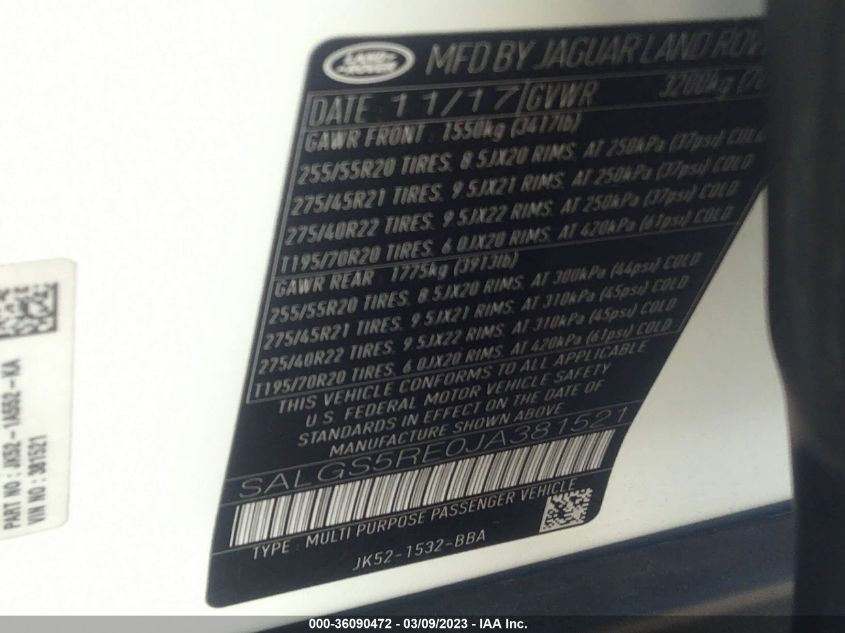 LAND ROVER
MFD BY JAGUAR LAND ROV
DATE 11/17 GVWR 3200kg
GAWR FRONT 1550kg (3417lb)
255/55R20 TIRES, 8.5JX20 RIMS, AT 250kPa (37psi) COLD
275/45R21 TIRES 9.5JX21 RIMS, AT 250kPa (37psi) COLD
275/40R22 TIRES, 9.5JX22 RIMS, AT 250kPa (37psi) COLD
T195/70R20 TIRES, 6.0JX20 RIMS, AT 420kPa (61psi) COLD
GAWR REAR 1775kg (3913lb)
255/55R20 TIRES, 8.5JX20 RIMS, AT 300kPa (44psi) COLD
275/45R21 TIRES, 9.5JX21 RIMS, AT 310kPa (45psi) COLD
275/40R22 TIRES, 9.5JX22 RIMS, AT 310kPa (45psi) COLD
T195/70R20 TIRES, 6.0JX20 RIMS, AT 420kPa (61psi) COLD
THIS VEHICLE CONFORMS TO ALL APPLICABLE
U S FEDERAL MOTOR VEHICLE SAFETY
STANDARDS IN EFFECT ON THE DATE OF
MANUFACTURE SHOWN ABOVE
SALGS5RE0JA381521
TYPE: MULTI PURPOSE PASSENGER VEHICLE
JK52-1532-BBA
PART NO : JK52-1A552-KA
VIN NO : 381521
000-36090472 - 03/09/2023 - IAA Inc.